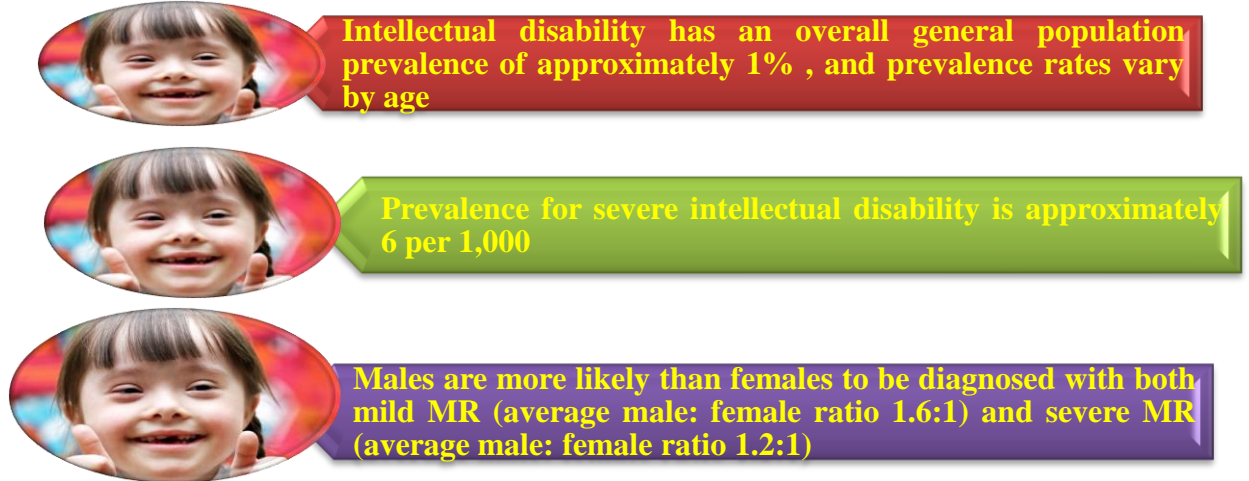 Intellectual disability has an overall general population
prevalence of approximately 1% , and prevalence rates vary
by age
Prevalence for severe intellectual disability is approximately
6 per 1,000
Males are more likely than females to be diagnosed with both
mild MR (average male: female ratio 1.6:1) and severe MR
(average male: female ratio 1.2:1)